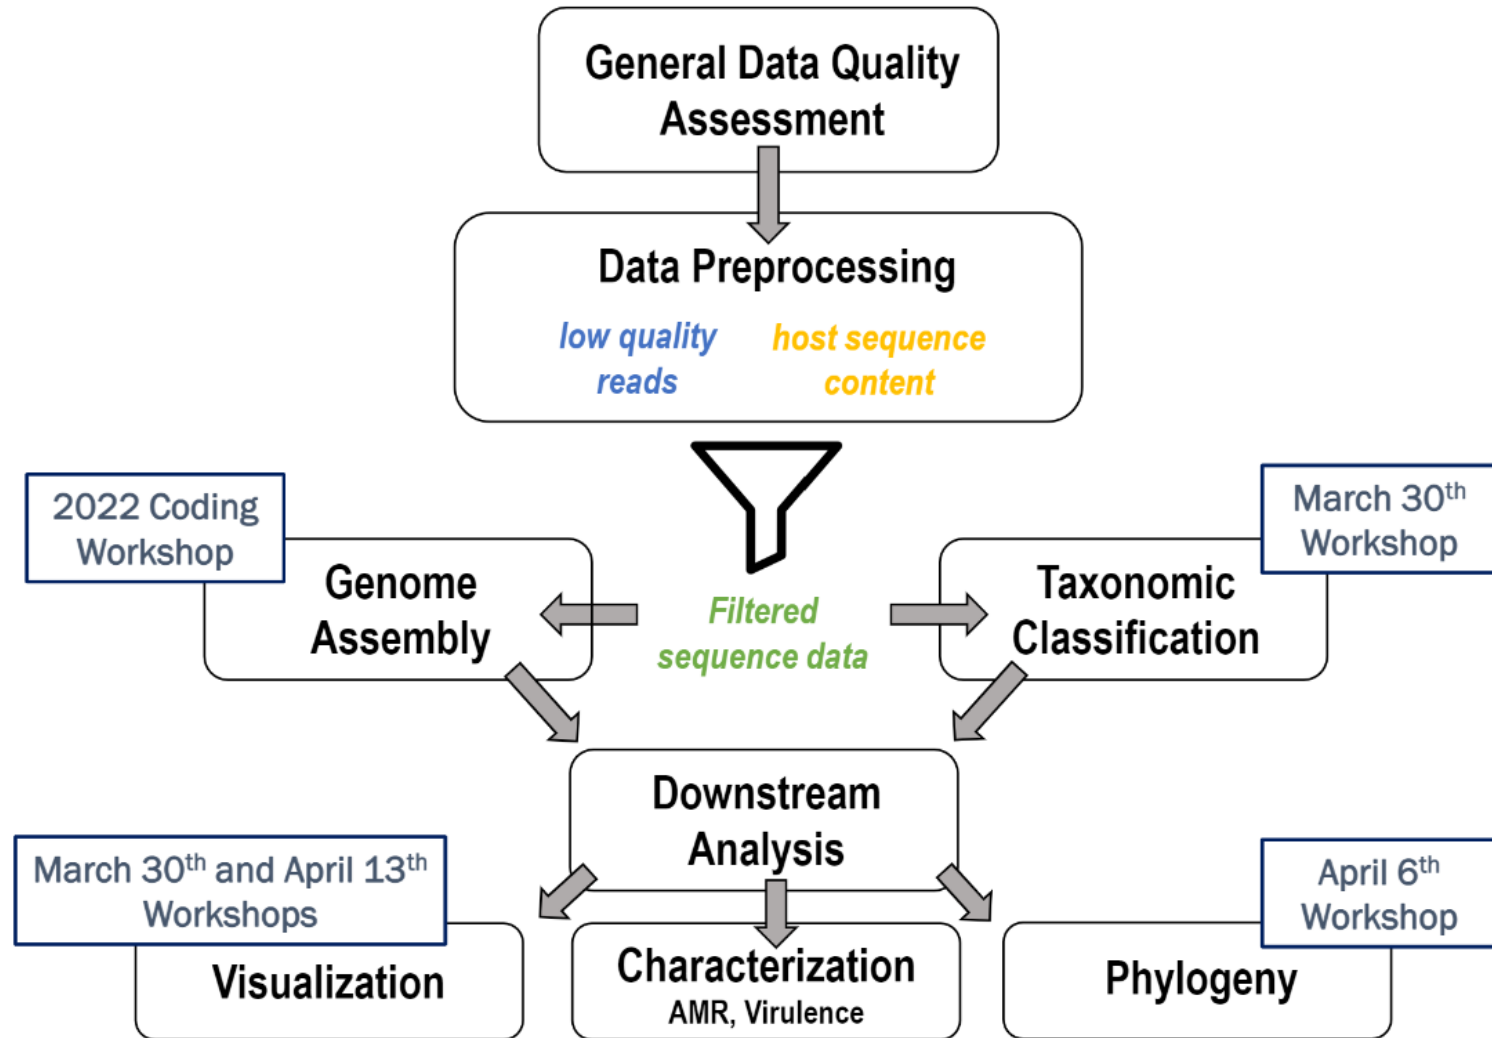 General Data Quality
Assessment
Data Preprocessing
low quality
reads
host sequence
content
2022 Coding
Workshop
March 30th
Workshop
Genome
Assembly
Filtered
sequence data
Taxonomic
Classification
Downstream
Analysis
March 30th and April 13th
Workshops
April 6th
Workshop
Visualization
Characterization
AMR, Virulence
Phylogeny